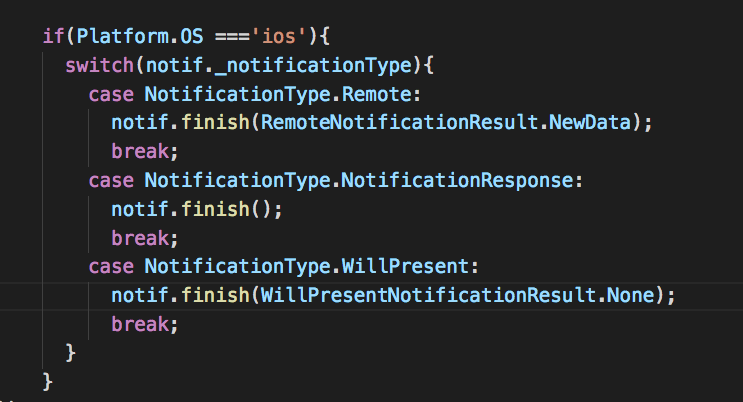 if(Platform.OS ==='ios'){
switch(notif._notificationType){
case NotificationType.Remote:
notif.finish(RemoteNotificationResult.NewData);
break;
case NotificationType.NotificationResponse:
notif.finish();
break;
case NotificationType.WillPresent:
notif.finish(WillPresentNotificationResult.None);
break;
}
}